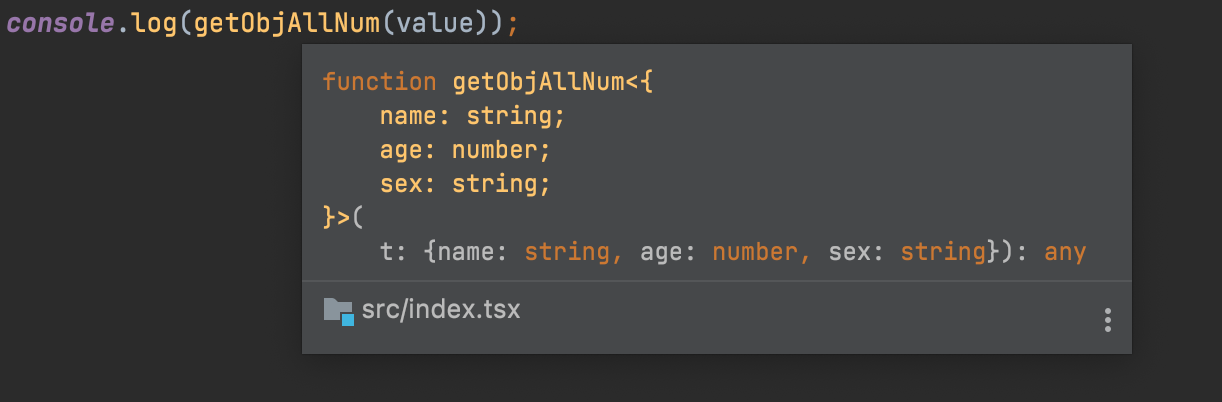 console.log(getObjAllNum(value));
function getObjAllNum<{
    name: string;
    age: number;
    sex: string;
}>(
    t: {name: string, age: number, sex: string}): any
src/index.tsx